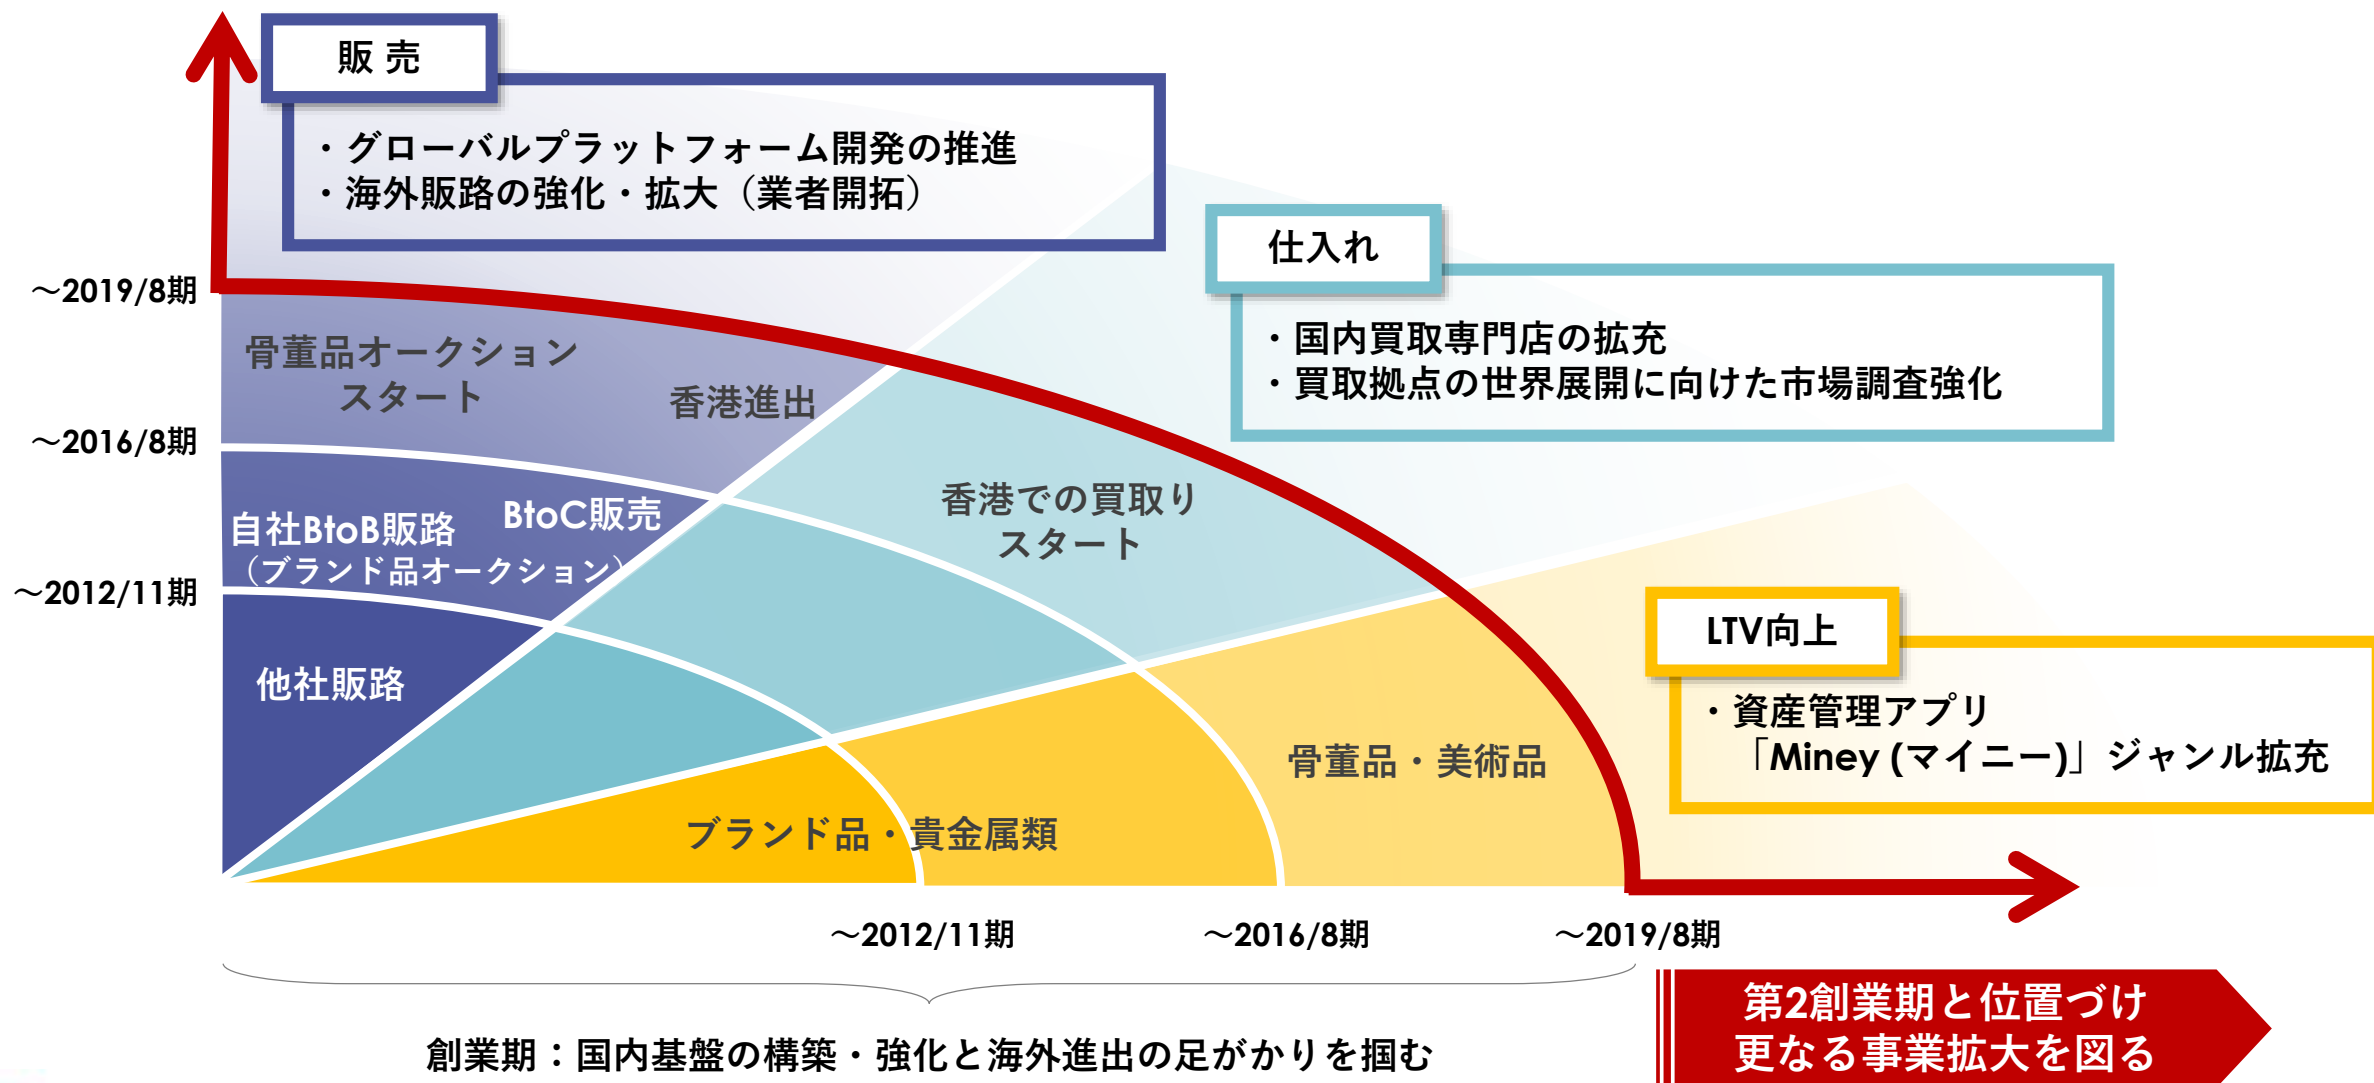 販 売
・グローバルプラットフォーム開発の推進
・海外販路の強化・拡大（業者開拓）
仕入れ
・国内買取専門店の拡充
・買取拠点の世界展開に向けた市場調査強化
LTV向上
・資産管理アプリ
「Miney (マイニー)」ジャンル拡充
～2019/8期
骨董品オークション
スタート
香港進出
～2016/8期
自社BtoB販路
（ブランド品オークション）
BtoC販売
香港での買取り
スタート
～2012/11期
他社販路
骨董品・美術品
ブランド品・貴金属類
～2012/11期
～2016/8期
～2019/8期
創業期：国内基盤の構築・強化と海外進出の足がかりを掴む
第2創業期と位置づけ
更なる事業拡大を図る